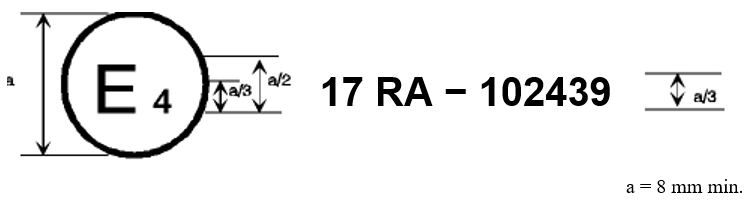 a
E 4
a/3
a/2
17 RA − 102439
a/3
a = 8 mm min.